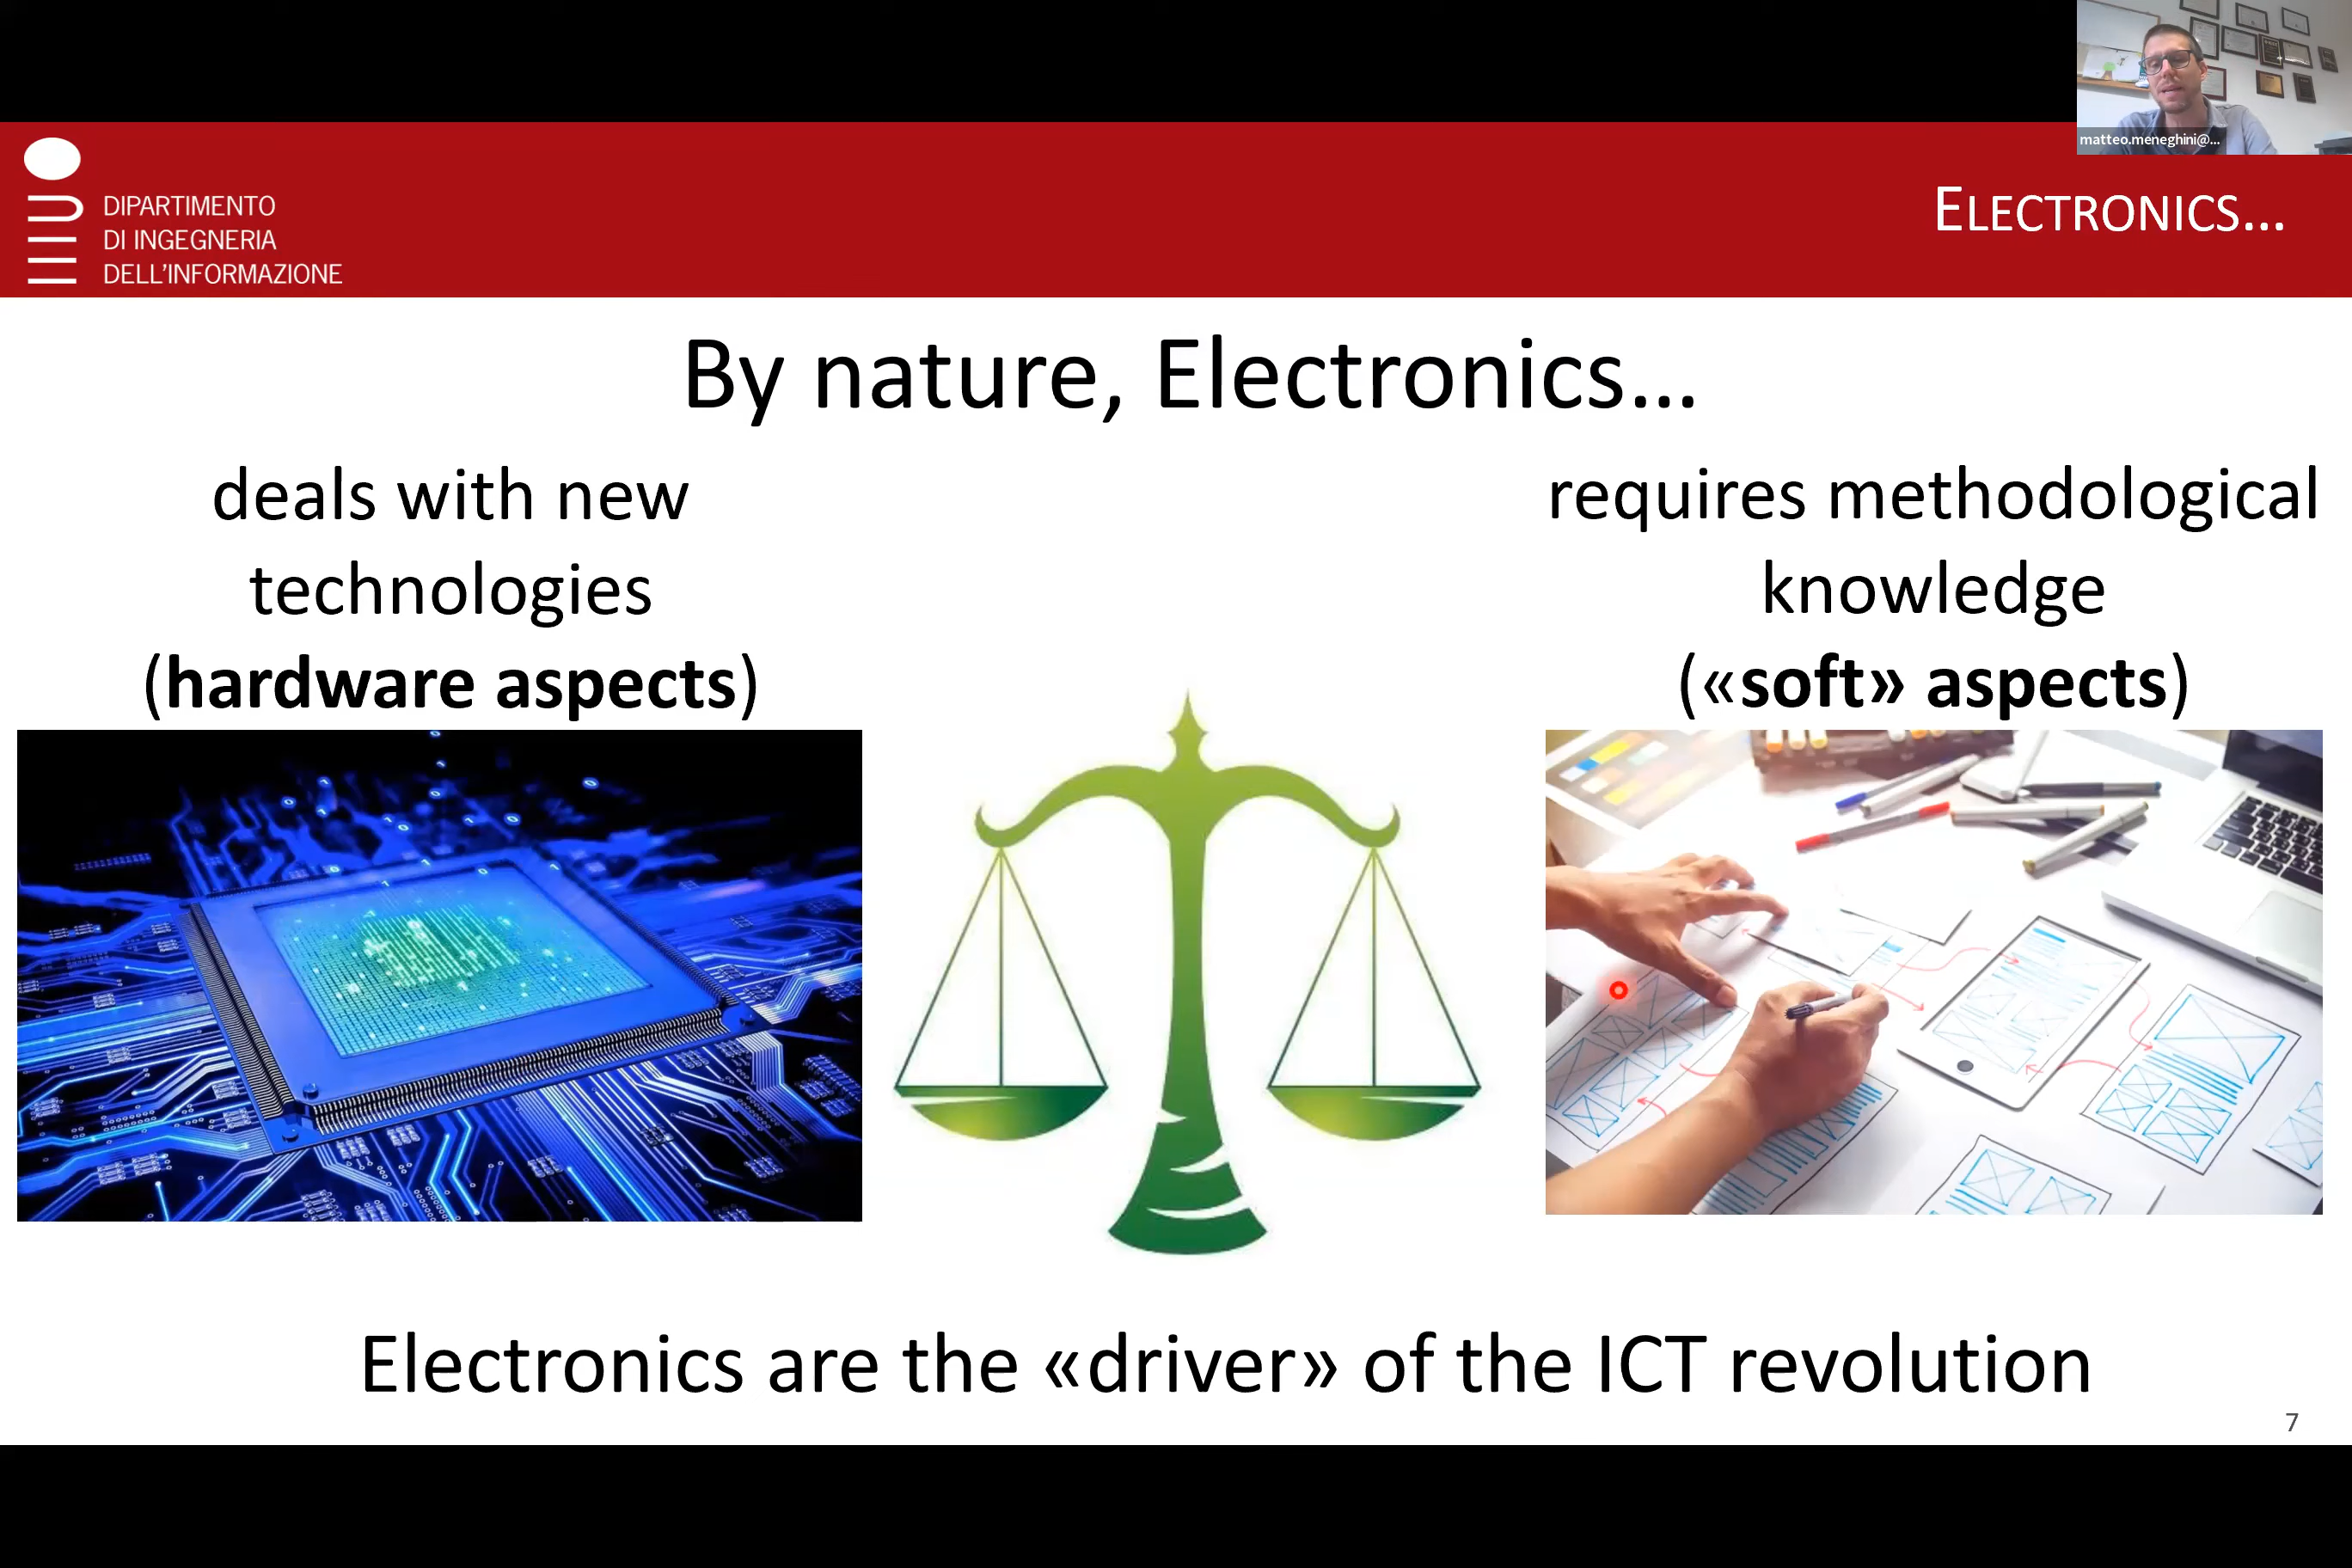 matteo.meneghini@...
DIPARTIMENTO
DI INGEGNERIA
DELL'INFORMAZIONE
ELECTRONICS...
By nature, Electronics...
deals with new
technologies
(hardware aspects)
requires methodological
knowledge
(«soft» aspects)
Electronics are the «driver» of the ICT revolution
7